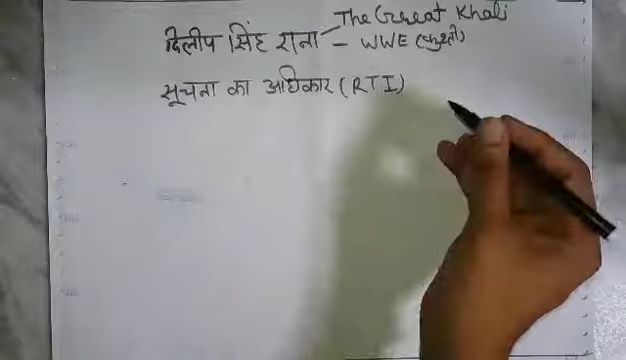 The Great Khali
दिलीप सिंह राना - WWE (कुश्ती)
सूचना का अधिकार (RTI)